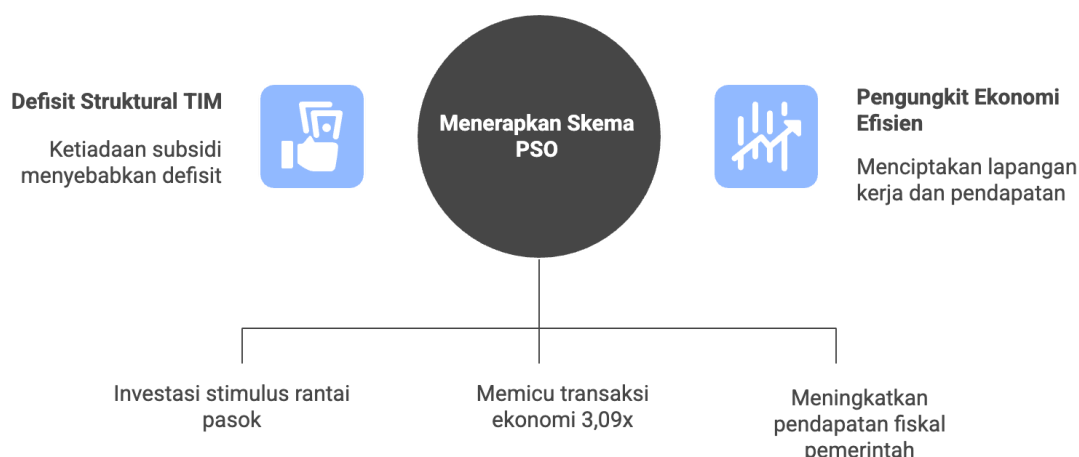 Defisit Struktural TIM
Ketiadaan subsidi
menyebabkan defisit
Menerapkan Skema
PSO
Pengungkit Ekonomi
Efisien
Menciptakan lapangan
kerja dan pendapatan
Investasi stimulus rantai
pasok
Memicu transaksi
ekonomi 3,09x
Meningkatkan
pendapatan fiskal
pemerintah